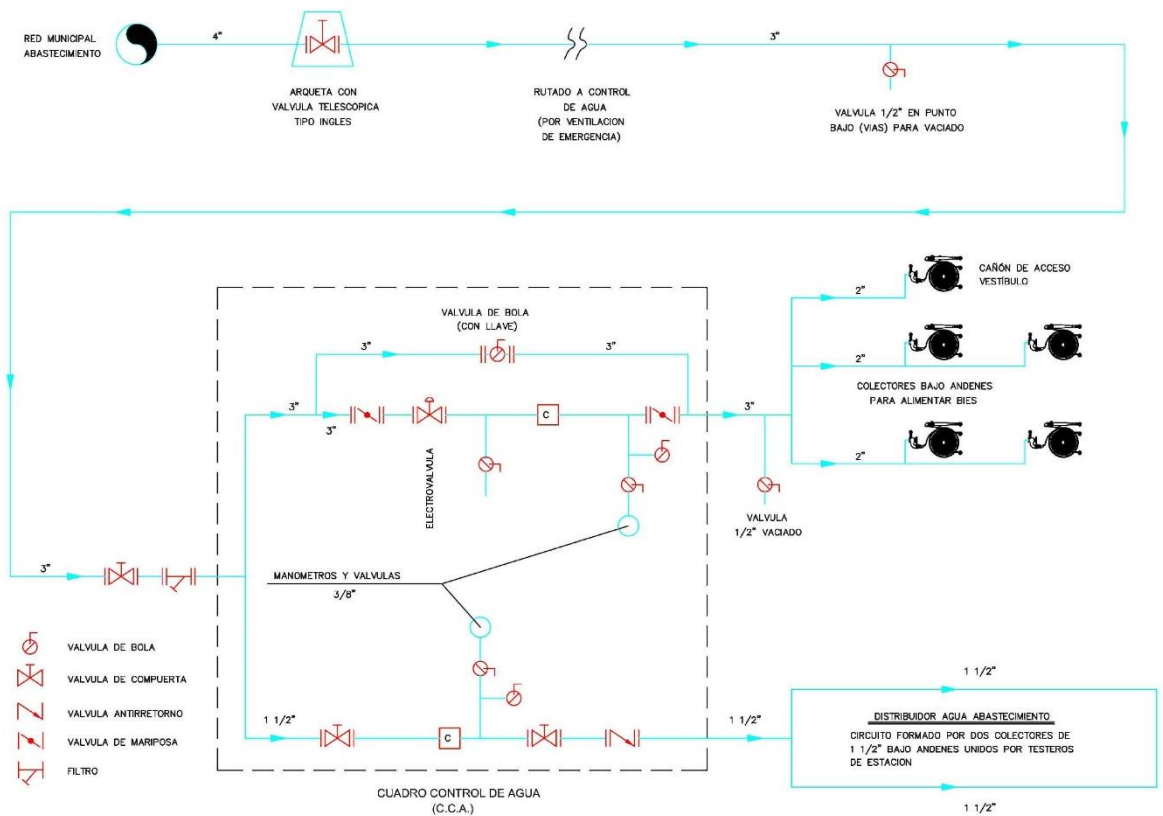 RED MUNICIPAL
ABASTECIMIENTO
4"
ARQUETA CON
VALVULA TELESCOPICA
TIPO INGLES
RUTADO A CONTROL
DE AGUA
(POR VENTILACION
DE EMERGENCIA)
3"
VALVULA 1/2" EN PUNTO
BAJO (VIAS) PARA VACIADO
VALVULA DE BOLA
(CON LLAVE)
3"
3"
3"
3"
C
ELECTROVALVULA
3"
VALVULA
1/2" VACIADO
2"
CAÑÓN DE ACCESO
VESTÍBULO
2"
COLECTORES BAJO ANDENES
PARA ALIMENTAR BIES
2"
3"
MANOMETROS Y VALVULAS
3/8"
VALVULA DE BOLA
VALVULA DE COMPUERTA
VALVULA ANTIRRETORNO
VALVULA DE MARIPOSA
FILTRO
1 1/2"
C
1 1/2"
CUADRO CONTROL DE AGUA
(C.C.A.)
1 1/2"
DISTRIBUIDOR AGUA ABASTECIMIENTO
CIRCUITO FORMADO POR DOS COLECTORES DE
1 1/2" BAJO ANDENES UNIDOS POR TESTEROS
DE ESTACION
1 1/2"